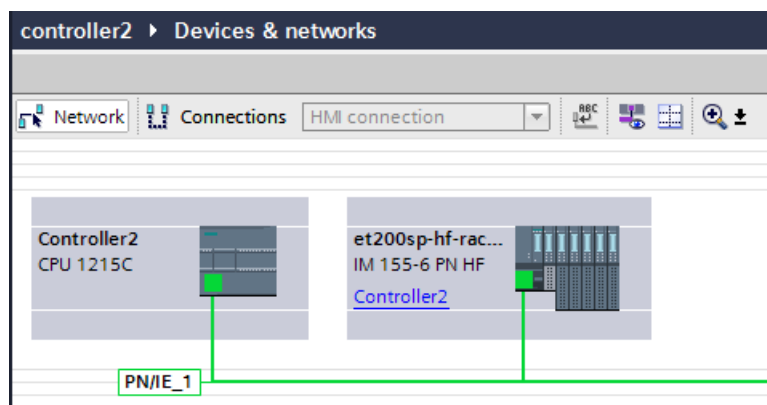 controller2 ▸ Devices & networks
Network Connections HMI connection ABC
Controller2
CPU 1215C
et200sp-hf-rac...
IM 155-6 PN HF
Controller2
PN/IE_1